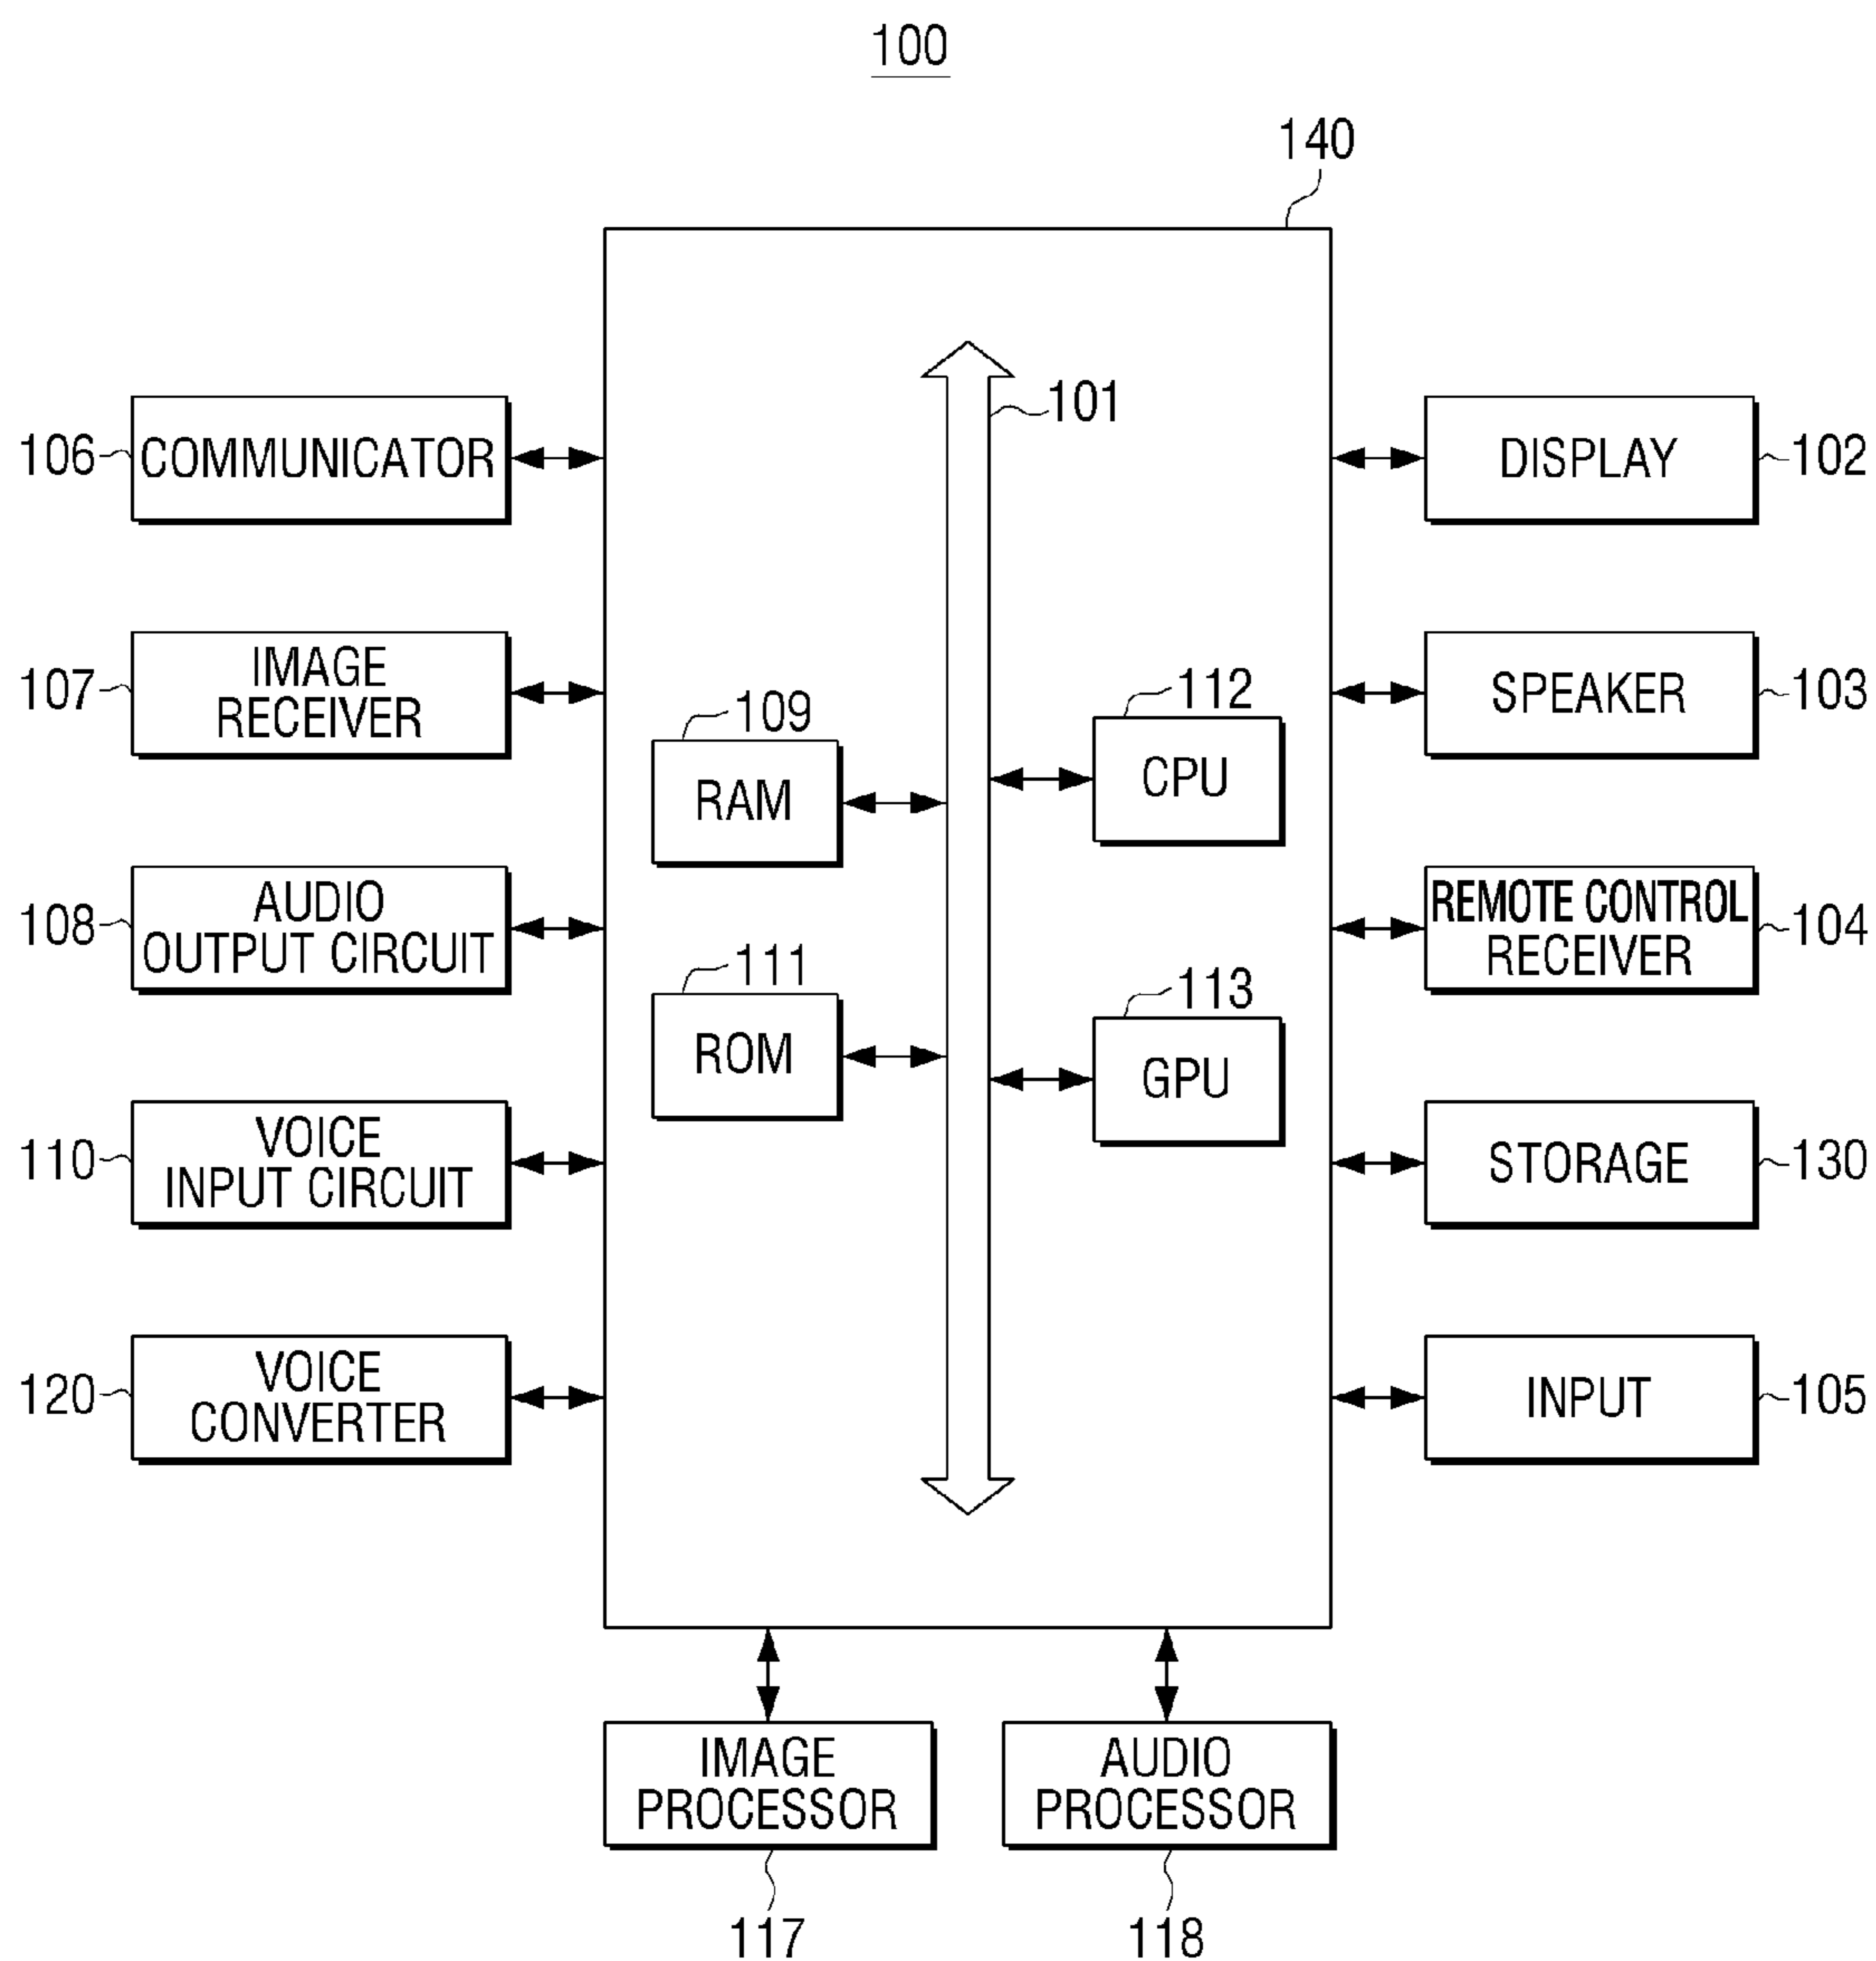 100
140
101
106 COMMUNICATOR
DISPLAY 102
107 IMAGE
RECEIVER
SPEAKER 103
109
RAM
112
CPU
108 AUDIO
OUTPUT CIRCUIT
REMOTE CONTROL
RECEIVER 104
111
ROM
113
GPU
110 VOICE
INPUT CIRCUIT
STORAGE 130
120 VOICE
CONVERTER
INPUT 105
IMAGE
PROCESSOR
117
AUDIO
PROCESSOR
118